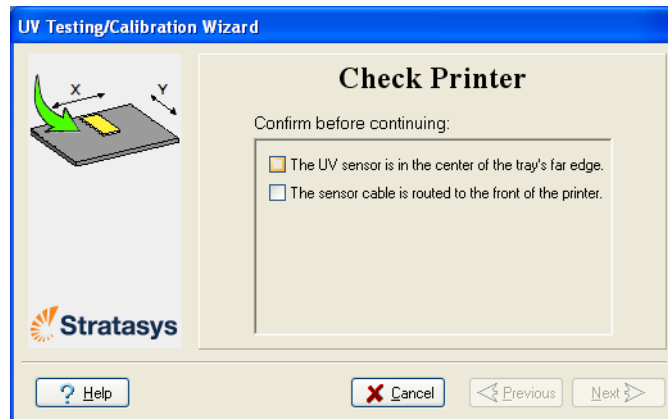 UV Testing/Calibration Wizard
X
Y
Check Printer
Confirm before continuing:
The UV sensor is in the center of the tray's far edge.
The sensor cable is routed to the front of the printer.
Stratasys
? Help
Cancel
Previous
Next